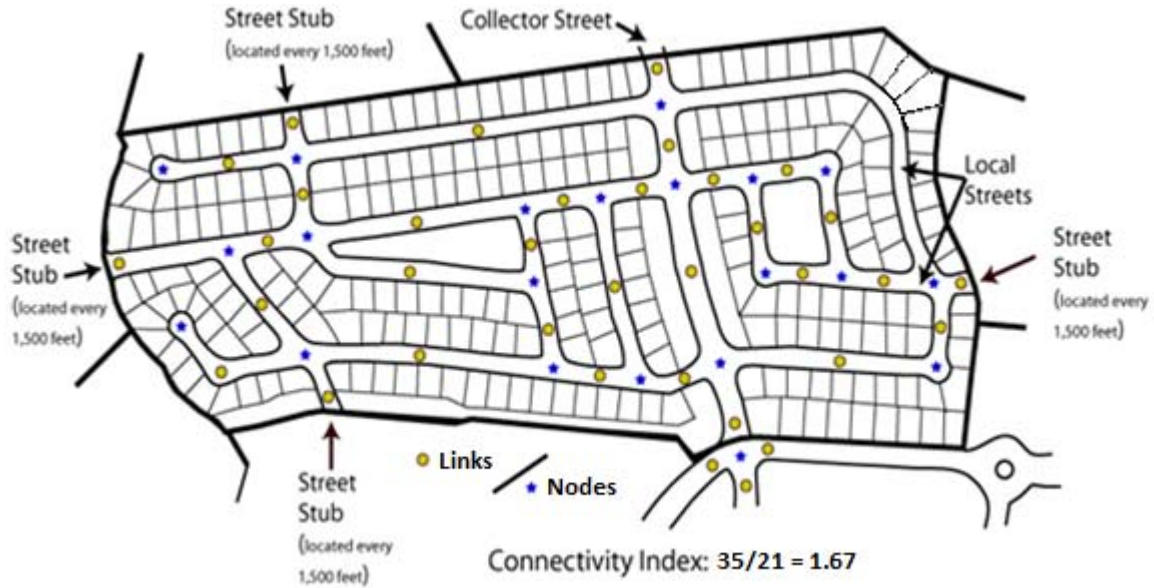 Street Stub
(located every 1,500 feet)
Collector Street
Local
Streets
Street
Stub
(located every
1,500 feet)
Street
Stub
(located every
1,500 feet)
Links
Nodes
Street
Stub
(located every
1,500 feet)
Connectivity Index: 35/21 = 1.67